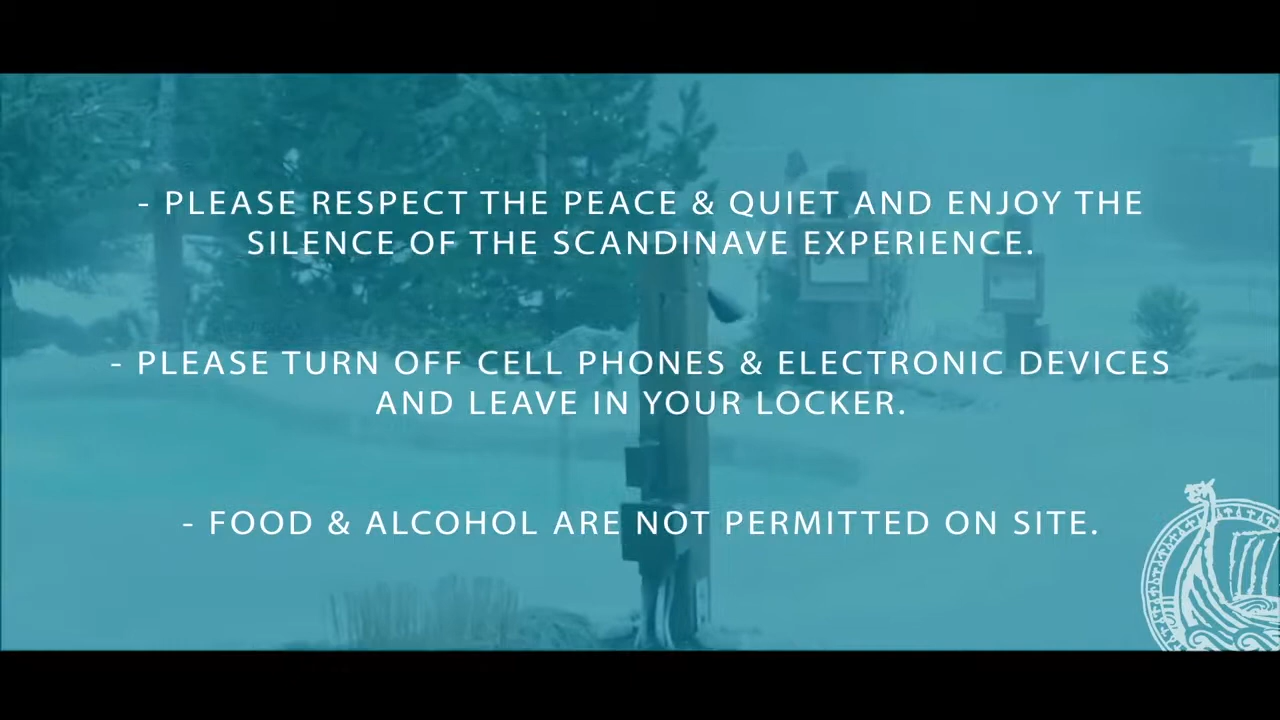 - PLEASE RESPECT THE PEACE & QUIET AND ENJOY THE
SILENCE OF THE SCANDINAVE EXPERIENCE.
- PLEASE TURN OFF CELL PHONES & ELECTRONIC DEVICES
AND LEAVE IN YOUR LOCKER.
- FOOD & ALCOHOL ARE NOT PERMITTED ON SITE.